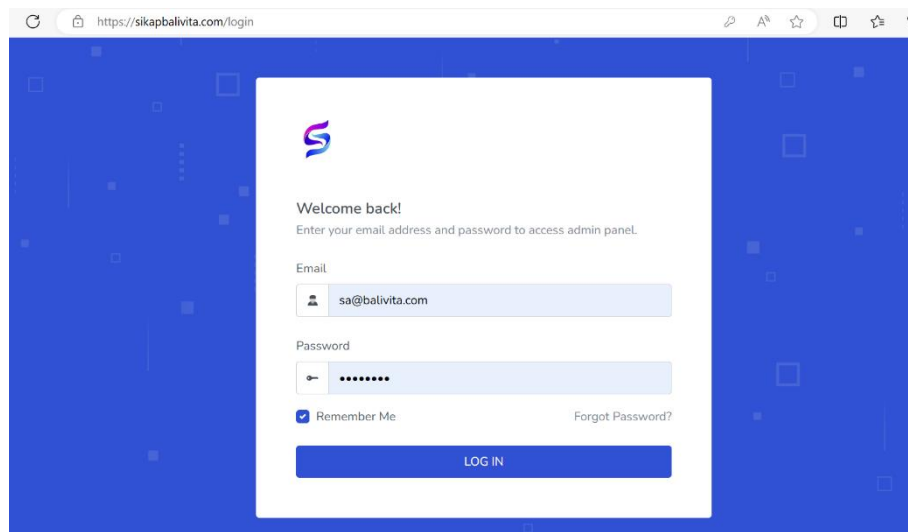 https://sikapbalivita.com/login
Welcome back!
Enter your email address and password to access admin panel.
Email
sa@balivita.com
Password
••••••••
Remember Me
Forgot Password?
LOG IN